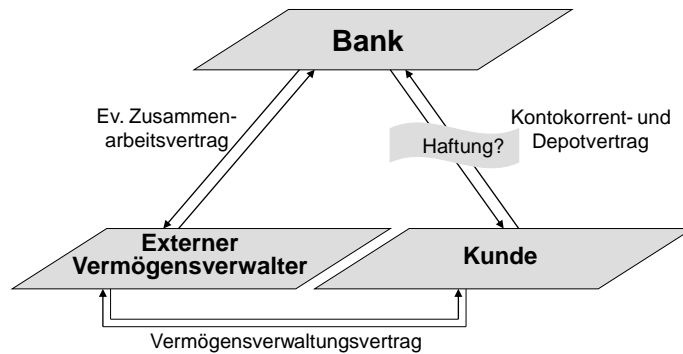 Bank
Ev. Zusammen-
arbeitsvertrag
Haftung?
Kontokorrent- und
Depotvertrag
Externer
Vermögensverwalter
Kunde
Vermögensverwaltungsvertrag